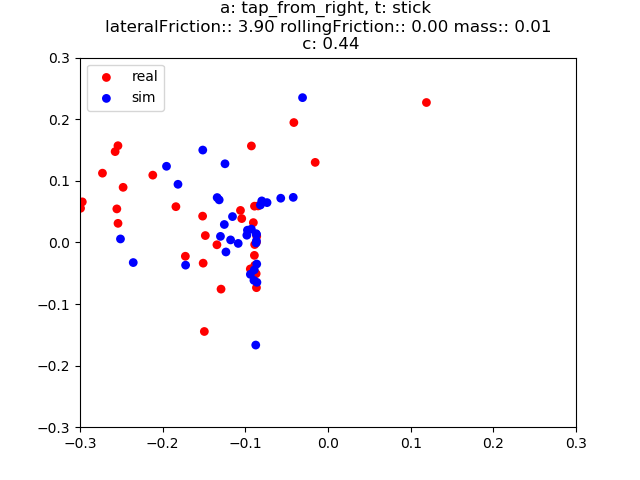 a: tap_from_right, t: stick
lateralFriction:: 3.90 rollingFriction:: 0.00 mass:: 0.01
c: 0.44
real
sim
0.3
0.2
0.1
0.0
−0.1
−0.2
−0.3
−0.3
−0.2
−0.1
0.0
0.1
0.2
0.3